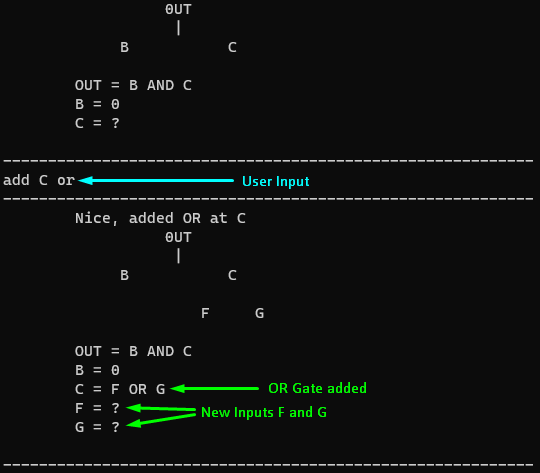 0UT
|
B C
OUT = B AND C
B = 0
C = ?
------------------------------------------------------------
add C or User Input
------------------------------------------------------------
Nice, added OR at C
0UT
|
B C
F G
OUT = B AND C
B = 0
C = F OR G OR Gate added
F = ? New Inputs F and G
G = ?
------------------------------------------------------------